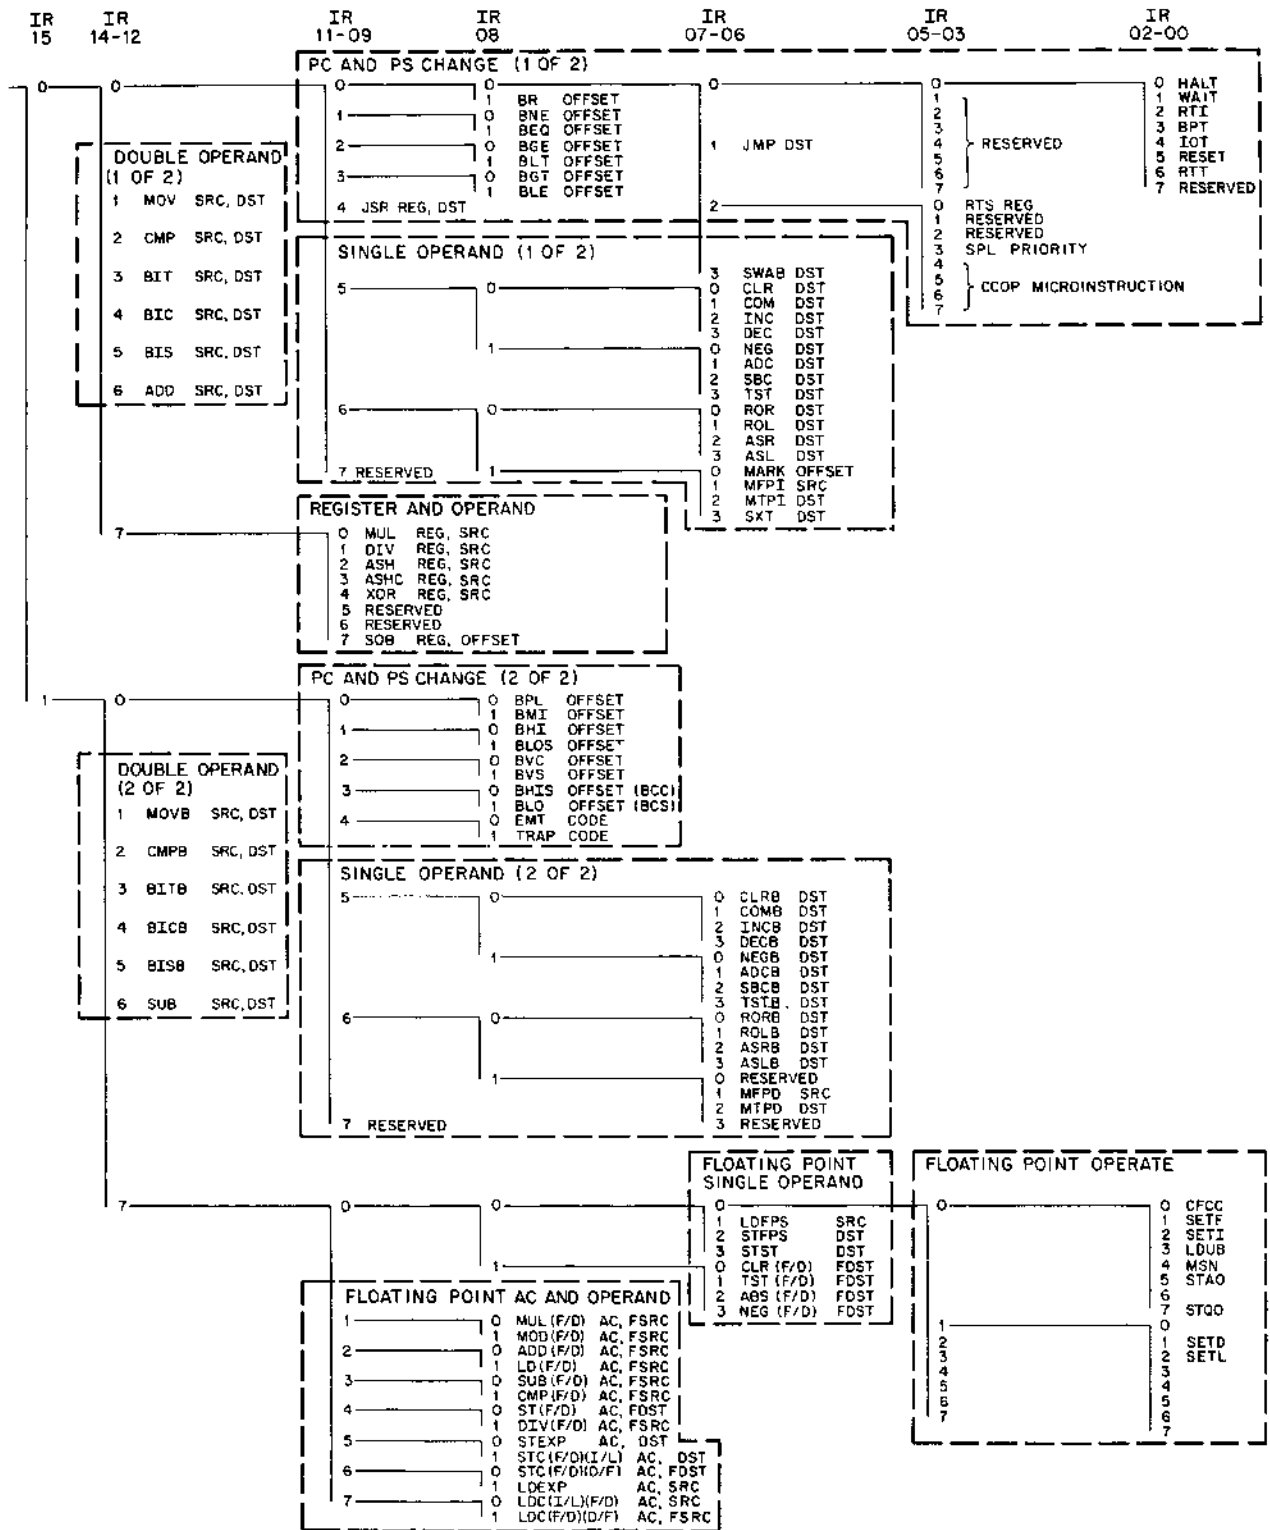 IR 15
IR 14-12
IR 11-09
IR 08
IR 07-06
IR 05-03
IR 02-00
PC AND PS CHANGE (1 OF 2)
0
0
0
0
1 BR OFFSET
1
0 BNE OFFSET
1 BEQ OFFSET
2
0 BGE OFFSET
1 BLT OFFSET
3
0 BGT OFFSET
1 BLE OFFSET
4 JSR REG, DST
0
1 JMP DST
2
0
1
2
3
4
5
6
7
RESERVED
0 HALT
1 WAIT
2 RTI
3 BPT
4 IOT
5 RESET
6 RTT
7 RESERVED
0 RTS REG
1 RESERVED
2 RESERVED
3 SPL PRIORITY
4
5
6
7
CCOP MICROINSTRUCTION
DOUBLE OPERAND
(1 OF 2)
1 MOV SRC, DST
2 CMP SRC, DST
3 BIT SRC, DST
4 BIC SRC, DST
5 BIS SRC, DST
6 ADD SRC, DST
SINGLE OPERAND (1 OF 2)
3 SWAB DST
5
0
0 CLR DST
1 COM DST
2 INC DST
3 DEC DST
1
0 NEG DST
1 ADC DST
2 SBC DST
3 TST DST
6
0
0 ROR DST
1 ROL DST
2 ASR DST
3 ASL DST
7 RESERVED
1
0 MARK OFFSET
1 MFPI SRC
2 MTPI DST
3 SXT DST
REGISTER AND OPERAND
7
0 MUL REG, SRC
1 DIV REG, SRC
2 ASH REG, SRC
3 ASHC REG, SRC
4 XOR REG, SRC
5 RESERVED
6 RESERVED
7 SOB REG, OFFSET
PC AND PS CHANGE (2 OF 2)
1
0
0
0 BPL OFFSET
1 BMI OFFSET
1
0 BHI OFFSET
1 BLOS OFFSET
2
0 BVC OFFSET
1 BVS OFFSET
3
0 BHIS OFFSET (BCC)
1 BLO OFFSET (BCS)
4
0 EMT CODE
1 TRAP CODE
DOUBLE OPERAND
(2 OF 2)
1 MOVB SRC, DST
2 CMPB SRC, DST
3 BITB SRC, DST
4 BICB SRC, DST
5 BISB SRC, DST
6 SUB SRC, DST
SINGLE OPERAND (2 OF 2)
5
0
0 CLRB DST
1 COMB DST
2 INCB DST
3 DECB DST
1
0 NEGB DST
1 ADCB DST
2 SBCB DST
3 TSTB. DST
6
0
0 RORB DST
1 ROLB DST
2 ASRB DST
3 ASLB DST
1
0 RESERVED
1 MFPD SRC
2 MTPD DST
3 RESERVED
7 RESERVED
FLOATING POINT
SINGLE OPERAND
7
0
0
0
1 LDFPS SRC
2 STFPS DST
3 STST DST
1
0 CLR (F/D) FDST
1 TST (F/D) FDST
2 ABS (F/D) FDST
3 NEG (F/D) FDST
FLOATING POINT OPERATE
0
0 CFCC
1 SETF
2 SETI
3 LDUB
4 MSN
5 STAO
6
7 STQO
1
2
3
4
5
6
7
0
1 SETD
2 SETL
3
4
5
6
7
FLOATING POINT AC AND OPERAND
1
0 MUL(F/D) AC, FSRC
1 MOD(F/D) AC, FSRC
2
0 ADD(F/D) AC, FSRC
1 LD(F/D) AC, FSRC
3
0 SUB(F/D) AC, FSRC
1 CMP(F/D) AC, FSRC
4
0 ST(F/D) AC, FDST
1 DIV(F/D) AC, FSRC
5
0 STEXP AC, DST
1 STC(F/D)(I/L) AC, DST
6
0 STC(F/D)(D/F) AC, FDST
1 LDEXP AC, SRC
7
0 LDC(I/L)(F/D) AC, SRC
1 LDC(F/D)(D/F) AC, FSRC